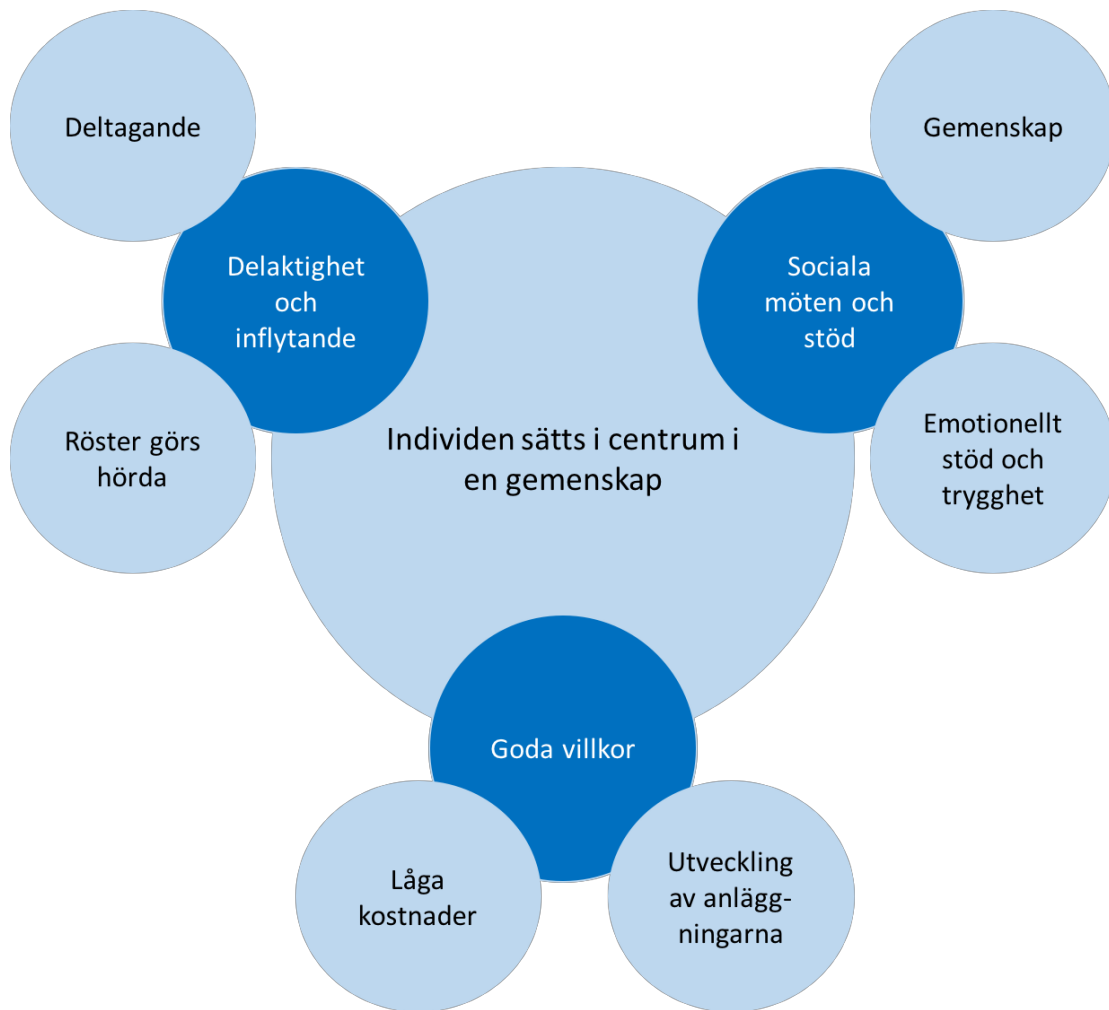 Deltagande
Gemenskap
Delaktighet
och
inflytande
Sociala
möten och
stöd
Röster görs
hörda
Individen sätts i centrum i
en gemenskap
Emotionellt
stöd och
trygghet
Goda villkor
Låga
kostnader
Utveckling
av anlägg-
ningarna